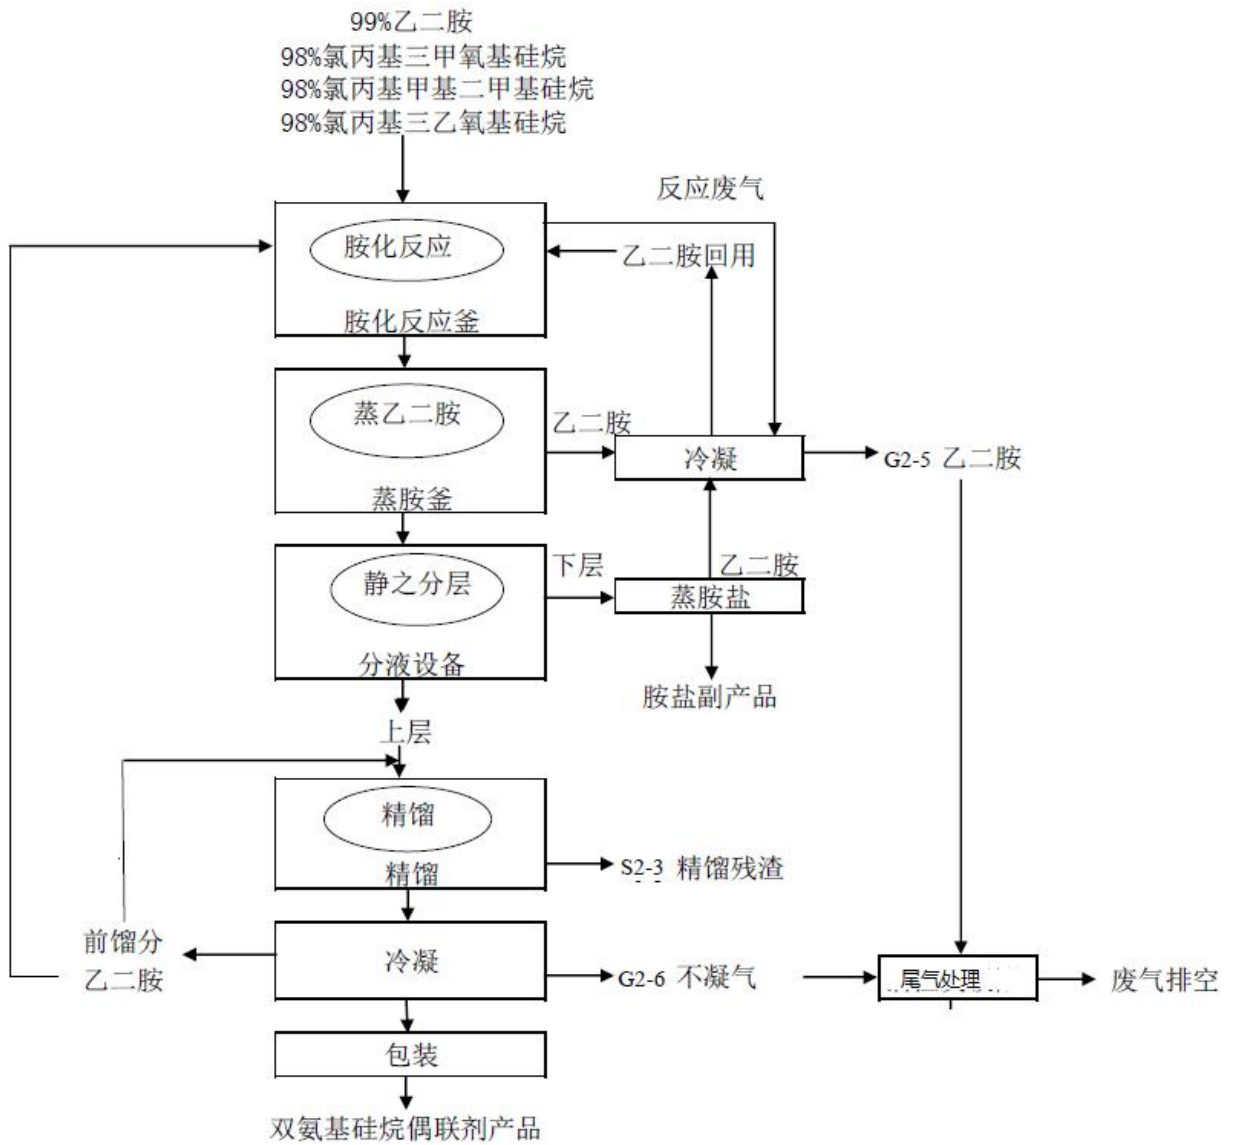 99%乙二胺
98%氯丙基三甲氧基硅烷
98%氯丙基甲基二甲基硅烷
98%氯丙基三乙氧基硅烷
反应废气
胺化反应
乙二胺回用
胺化反应釜
蒸乙二胺
乙二胺
冷凝
G2-5 乙二胺
蒸胺釜
静之分层
下层
乙二胺
蒸胺盐
分液设备
胺盐副产品
上层
精馏
精馏
S2-3 精馏残渣
前馏分
乙二胺
冷凝
G2-6 不凝气
尾气处理
废气排空
包装
双氨基硅烷偶联剂产品